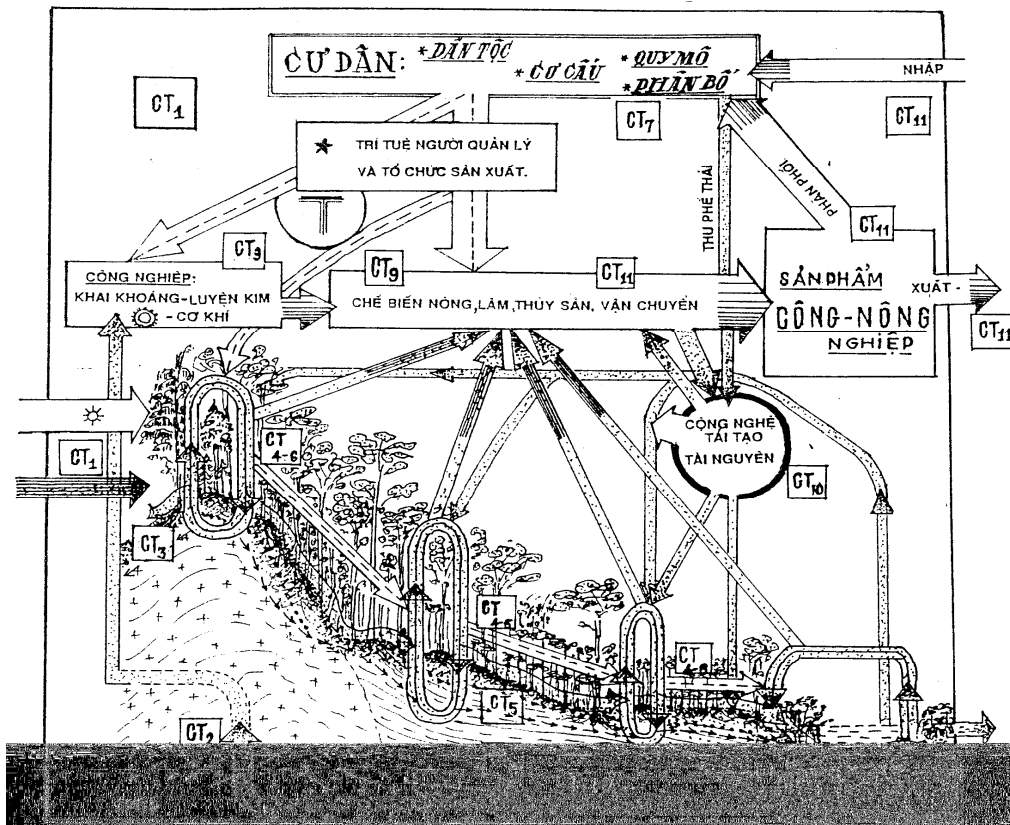 CƯ DÂN: *DÂN TỘC
*CƠ CẤU
*QUY MÔ
*PHÂN BỐ
NHẬP
CT1
CT7
CT11
★ TRÍ TUỆ NGƯỜI QUẢN LÝ
VÀ TỔ CHỨC SẢN XUẤT.
T
THU PHẾ THẢI
PHÂN PHỐI
CT11
CT9
CT9
CT11
CÔNG NGHIỆP:
KHAI KHOÁNG-LUYỆN KIM
-CƠ KHÍ
CHẾ BIẾN NÔNG,LÂM,THỦY SẢN, VẬN CHUYỂN
SẢN PHẨM
CÔNG-NÔNG
NGHIỆP
XUẤT-
CT11
CÔNG NGHỆ
TÁI TẠO
TÀI NGUYÊN
CT10
CT1
CT
4-6
CT3
CT
4-6
CT
4-6
CT5
CT2